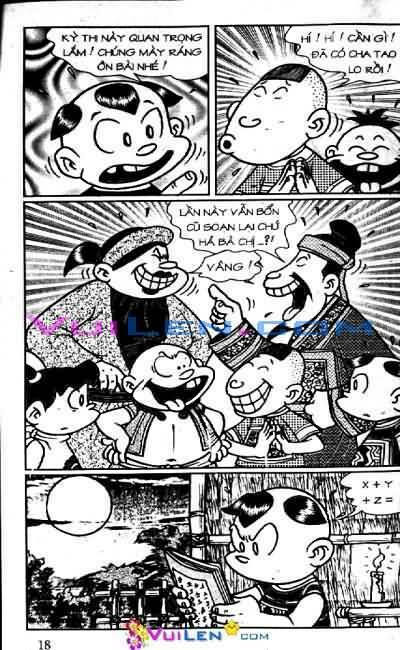 KỲ THI NÀY QUAN TRỌNG
LẮM! CHÚNG MÀY RÁNG
ÔN BÀI NHÉ!
HÍ! HÍ! CẦN GÌ!
ĐÃ CÓ CHA TAO
LO RỒI!
LẦN NÀY VẪN BỔN
CŨ SOẠN LẠI CHỨ
HẢ BÀ CHỊ...?!
VÂNG!
VUILEN.COM
X + Y
+ Z =
18
VUILEN.COM